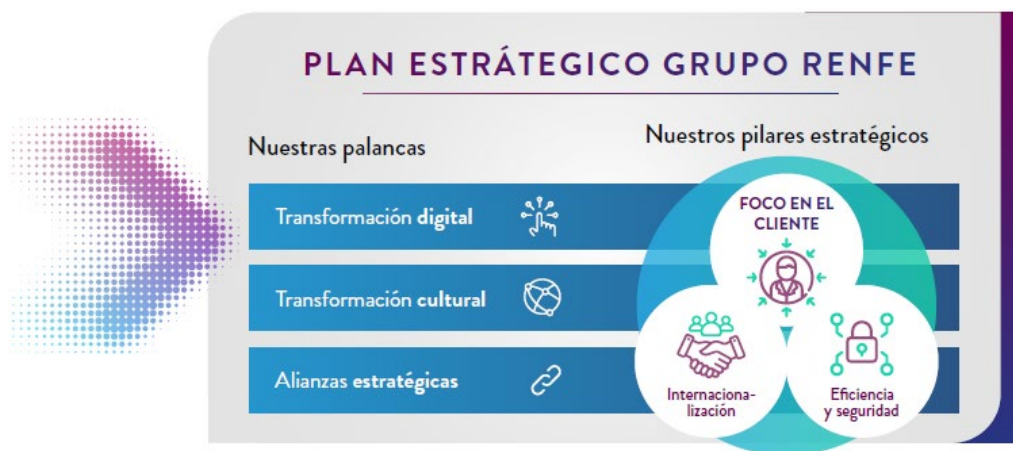 PLAN ESTRÁTEGICO GRUPO RENFE
Nuestras palancas
Nuestros pilares estratégicos
Transformación digital
Transformación cultural
Alianzas estratégicas
FOCO EN EL
CLIENTE
Internaciona-
lización
Eficiencia
y seguridad